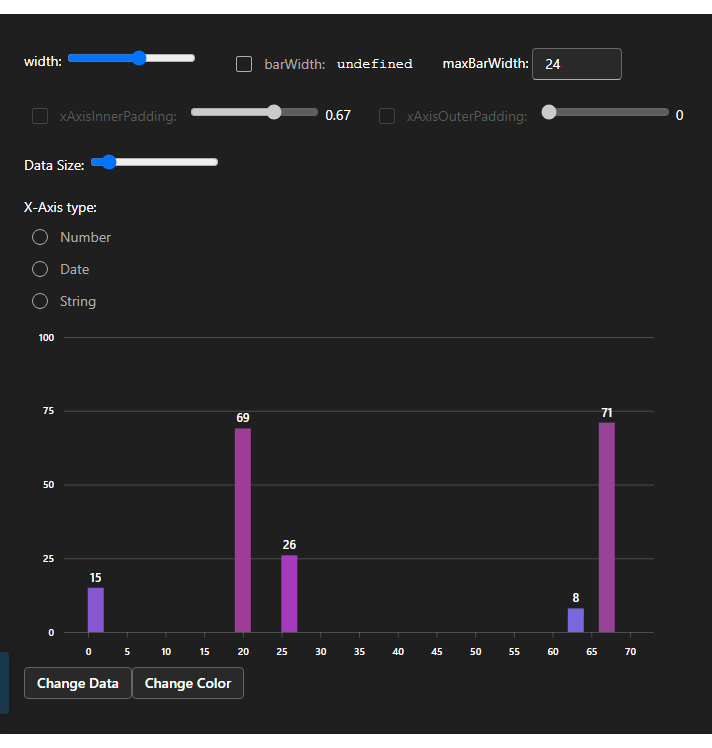 width: barWidth: undefined maxBarWidth: 24
xAxisInnerPadding: 0.67 xAxisOuterPadding: 0
Data Size:
X-Axis type:
Number
Date
String
100
75
69
71
50
26
25
15
8
0
0 5 10 15 20 25 30 35 40 45 50 55 60 65 70
Change Data Change Color